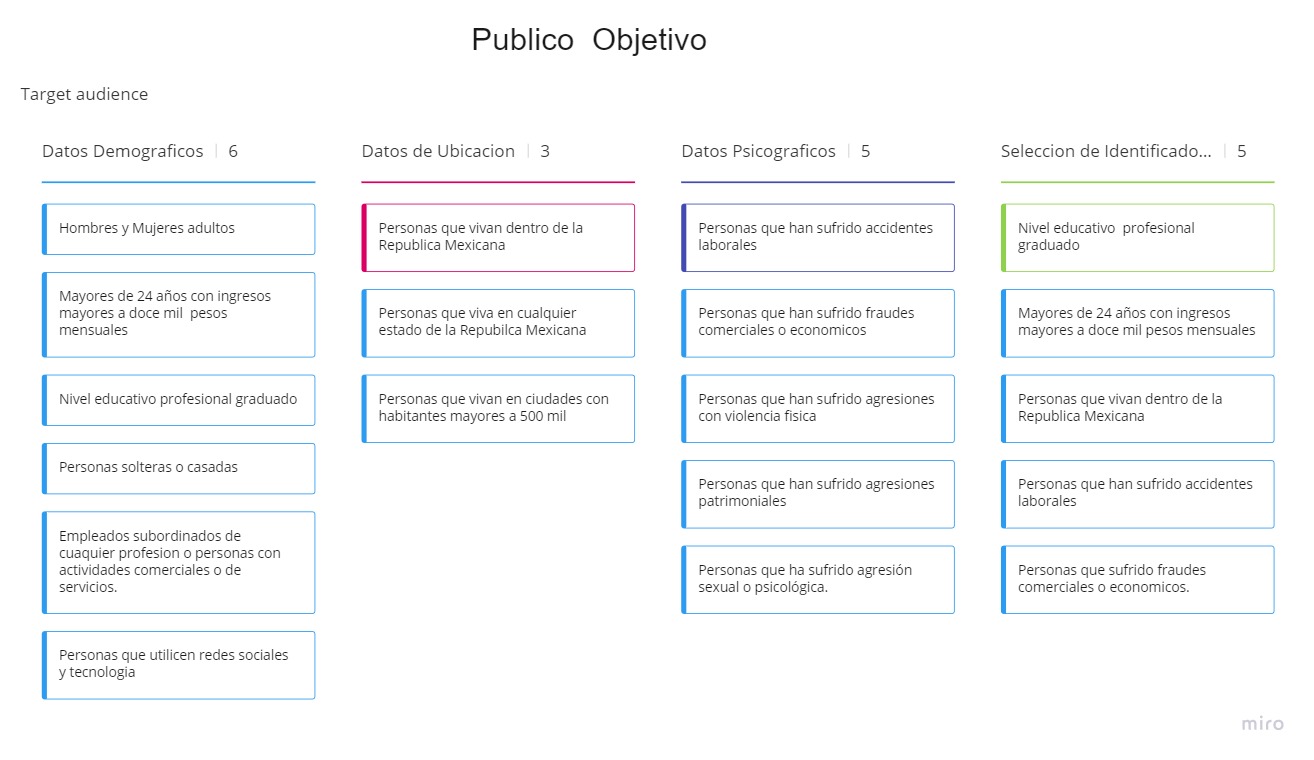 Publico Objetivo
Target audience
Datos Demograficos | 6
Hombres y Mujeres adultos
Mayores de 24 años con ingresos
mayores a doce mil pesos
mensuales
Nivel educativo profesional graduado
Personas solteras o casadas
Empleados subordinados de
cuaquier profesion o personas con
actividades comerciales o de
servicios.
Personas que utilicen redes sociales
y tecnologia
Datos de Ubicacion | 3
Personas que vivan dentro de la
Republica Mexicana
Personas que viva en cualquier
estado de la Repubilca Mexicana
Personas que vivan en ciudades con
habitantes mayores a 500 mil
Datos Psicograficos | 5
Personas que han sufrido accidentes
laborales
Personas que han sufrido fraudes
comerciales o economicos
Personas que han sufrido agresiones
con violencia fisica
Personas que han sufrido agresiones
patrimoniales
Personas que ha sufrido agresión
sexual o psicológica.
Seleccion de Identificado... | 5
Nivel educativo profesional
graduado
Mayores de 24 años con ingresos
mayores a doce mil pesos mensuales
Personas que vivan dentro de la
Republica Mexicana
Personas que han sufrido accidentes
laborales
Personas que sufrido fraudes
comerciales o economicos.
miro